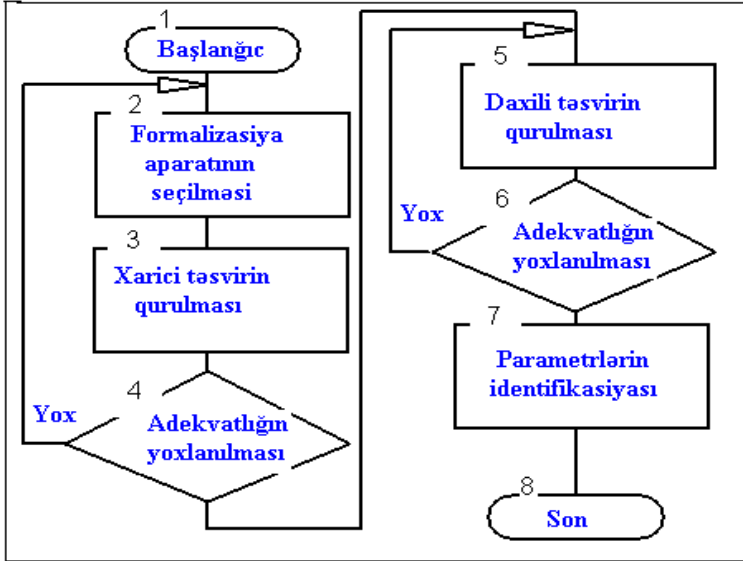 1
Başlanğıc
2
Formalizasiya
aparatının
seçilməsi
3
Xarici təsvirin
qurulması
4
Yox
Adekvatlığın
yoxlanılması
5
Daxili təsvirin
qurulması
6
Yox
Adekvatlığın
yoxlanılması
7
Parametrlərin
identifikasiyası
8
Son